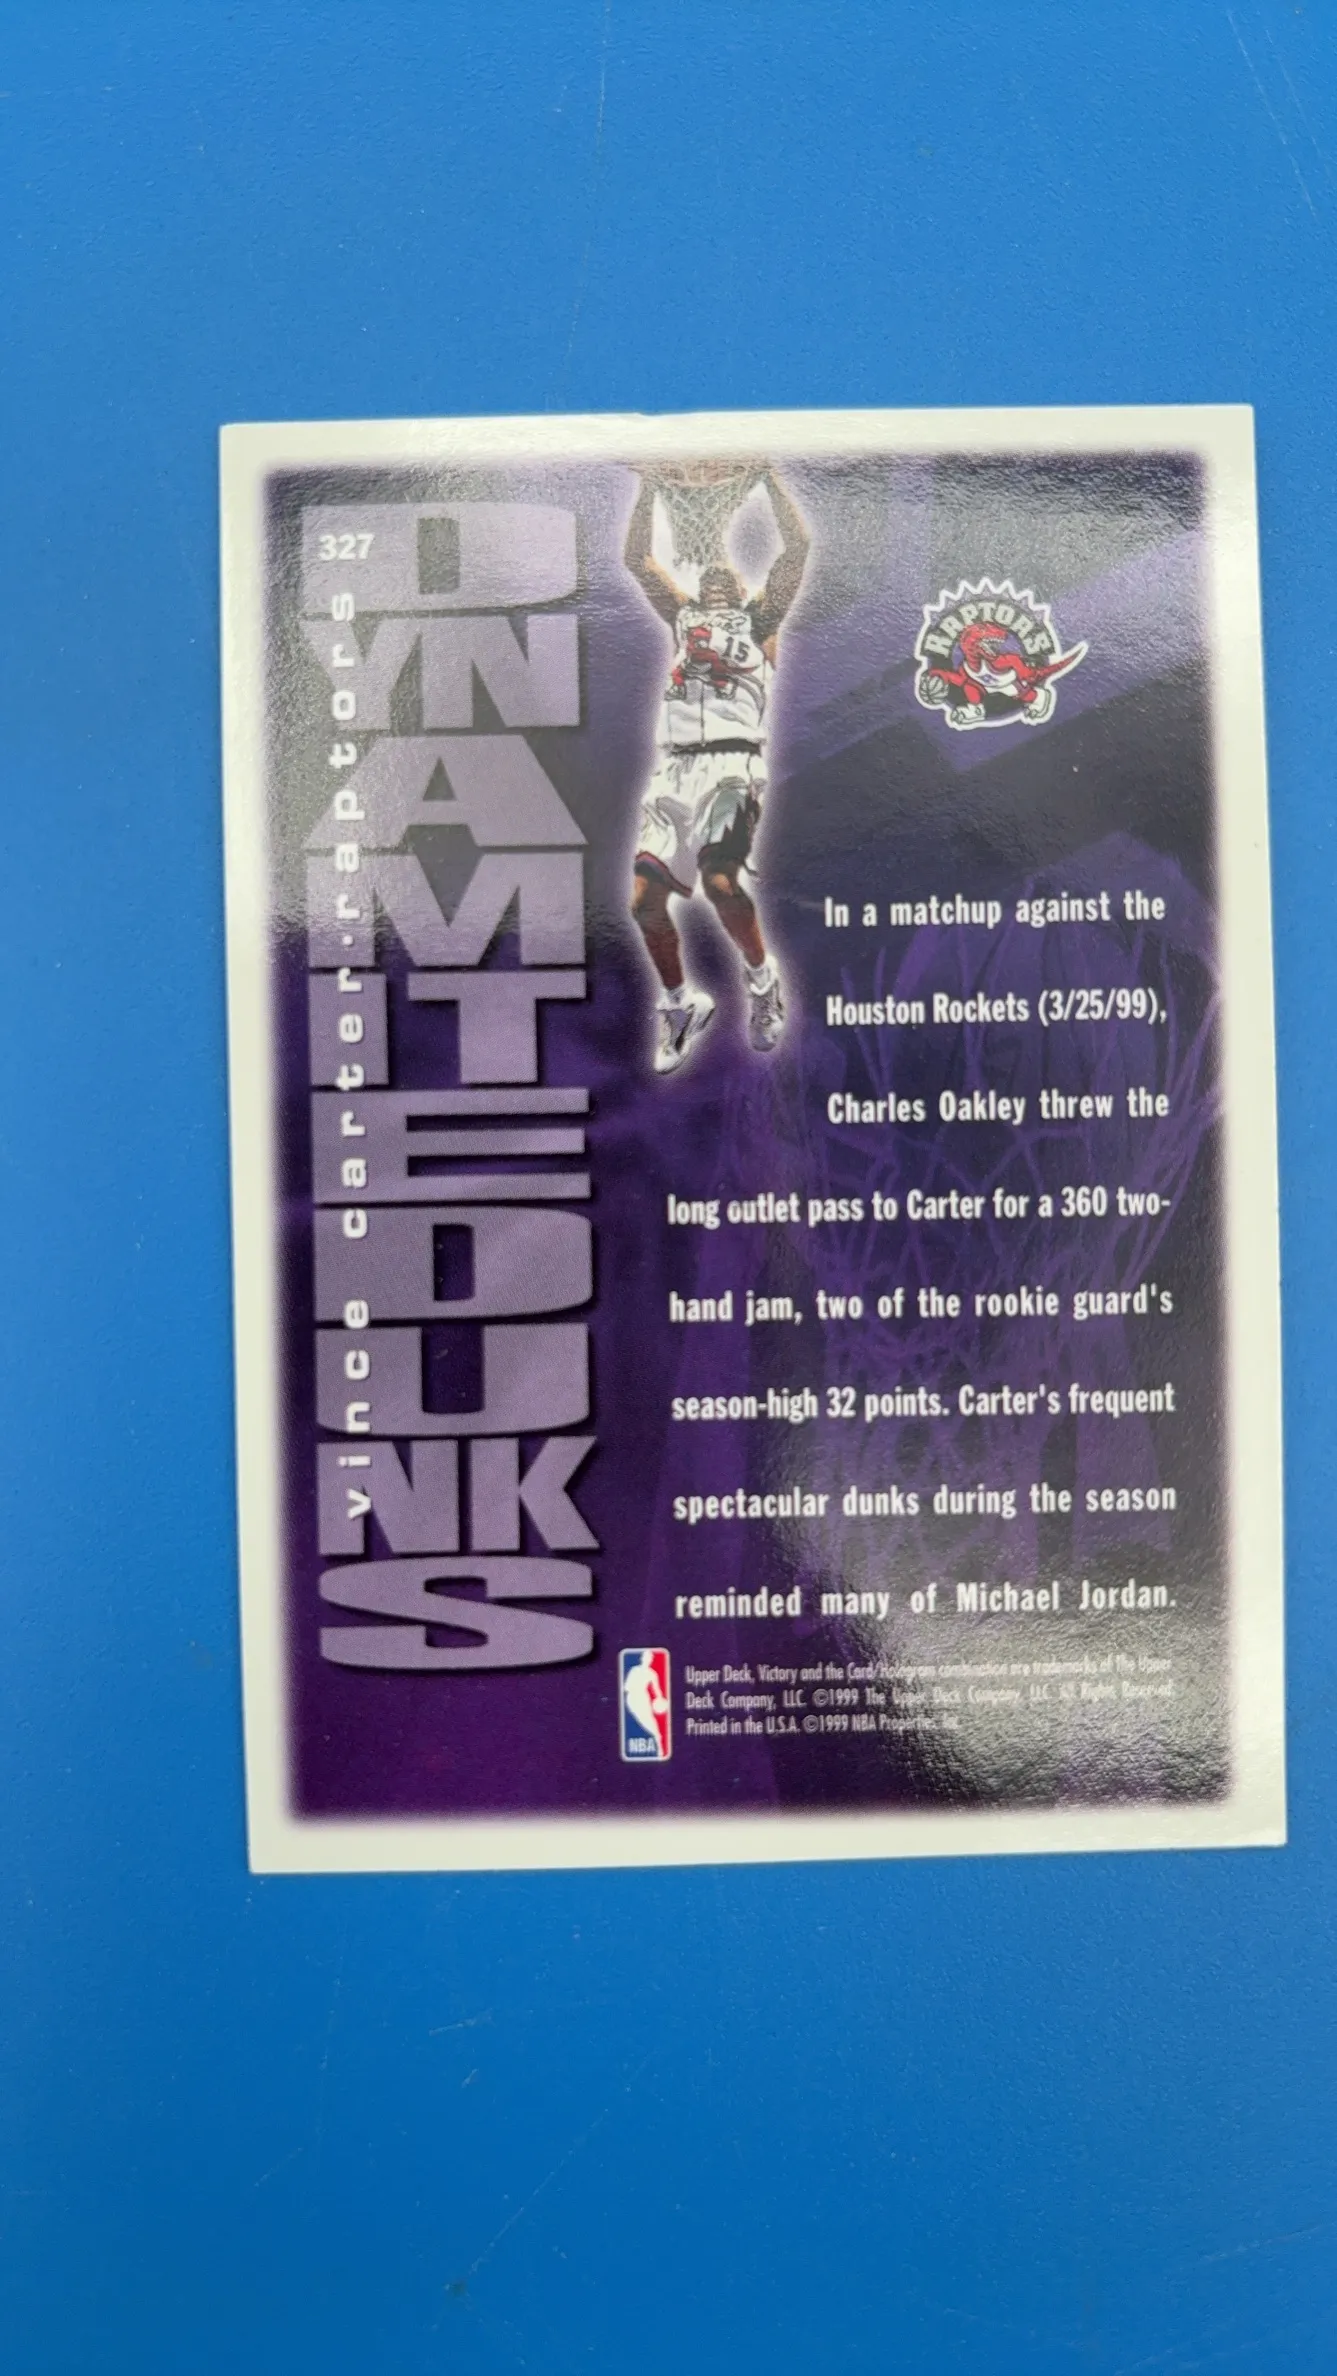 327
vince carter·raptors
DYNAMITE DUNKS
RAPTORS
15
In a matchup against the
Houston Rockets (3/25/99),
Charles Oakley threw the
long outlet pass to Carter for a 360 two-
hand jam, two of the rookie guard's
season-high 32 points. Carter's frequent
spectacular dunks during the season
reminded many of Michael Jordan.
NBA
Upper Deck, Victory and the Card/Hologram combination are trademarks of The Upper
Deck Company, LLC. ©1999 The Upper Deck Company, LLC. All Rights Reserved.
Printed in the U.S.A. ©1999 NBA Properties, Inc.